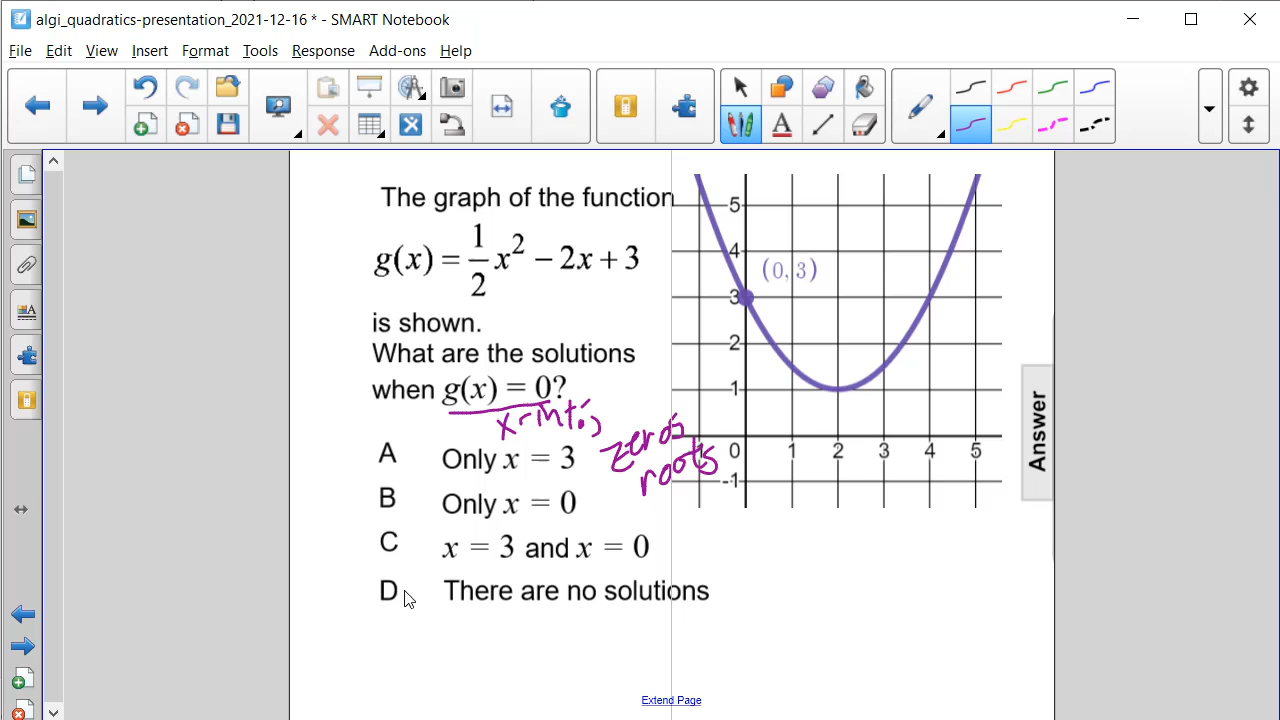 algi_quadratics-presentation_2021-12-16 * - SMART Notebook
File Edit View Insert Format Tools Response Add-ons Help
The graph of the function
g(x) = 1/2 x² − 2x + 3
is shown.
What are the solutions
when g(x) = 0?
x-int's
zeros
roots
A Only x = 3
B Only x = 0
C x = 3 and x = 0
D There are no solutions
5
4
(0, 3)
3
2
1
0 1 2 3 4 5
-1
Answer
Extend Page